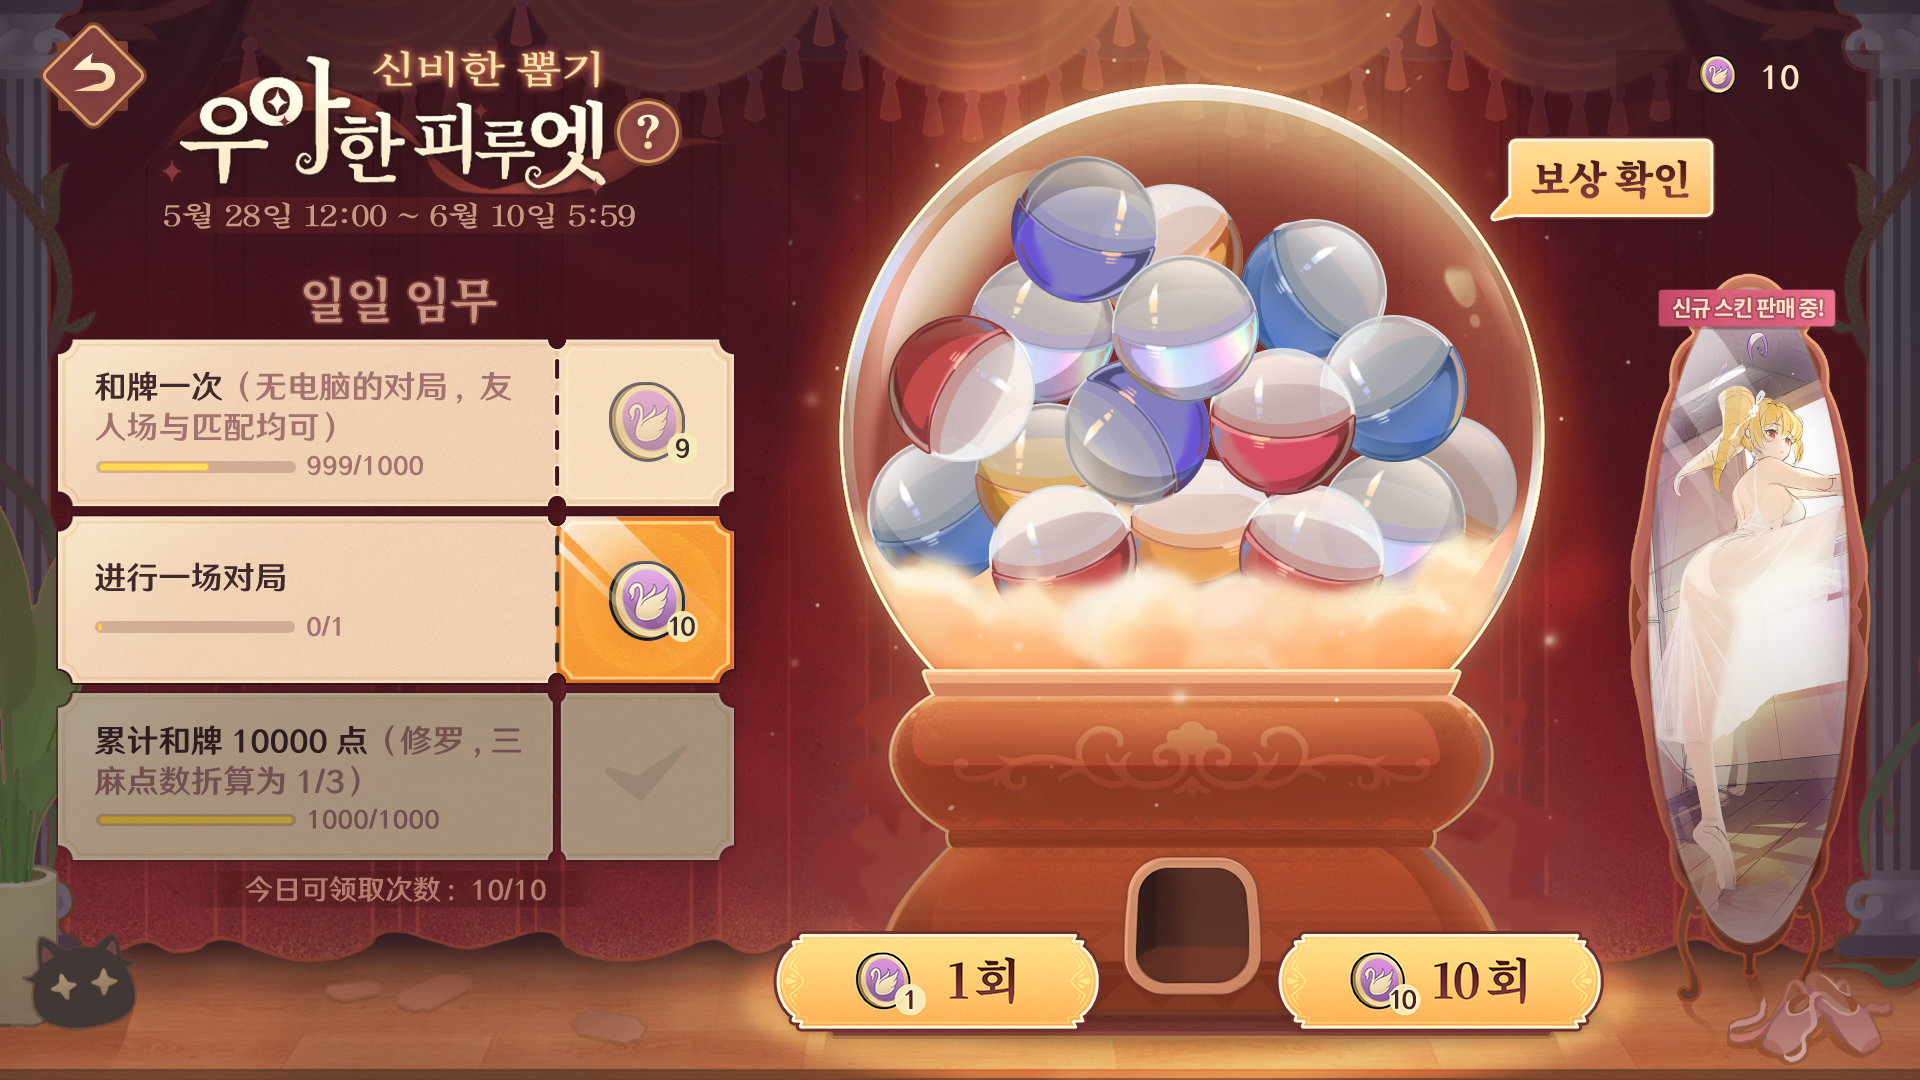 신비한 뽑기
우아한 피루엣
?
5월 28일 12:00 ~ 6월 10일 5:59
10
보상 확인
신규 스킨 판매 중!
일일 임무
和牌一次（无电脑的对局，友
人场与匹配均可）
999/1000
9
进行一场对局
0/1
10
累计和牌 10000 点（修罗，三
麻点数折算为 1/3）
1000/1000
今日可领取次数：10/10
1
1회
10
10회